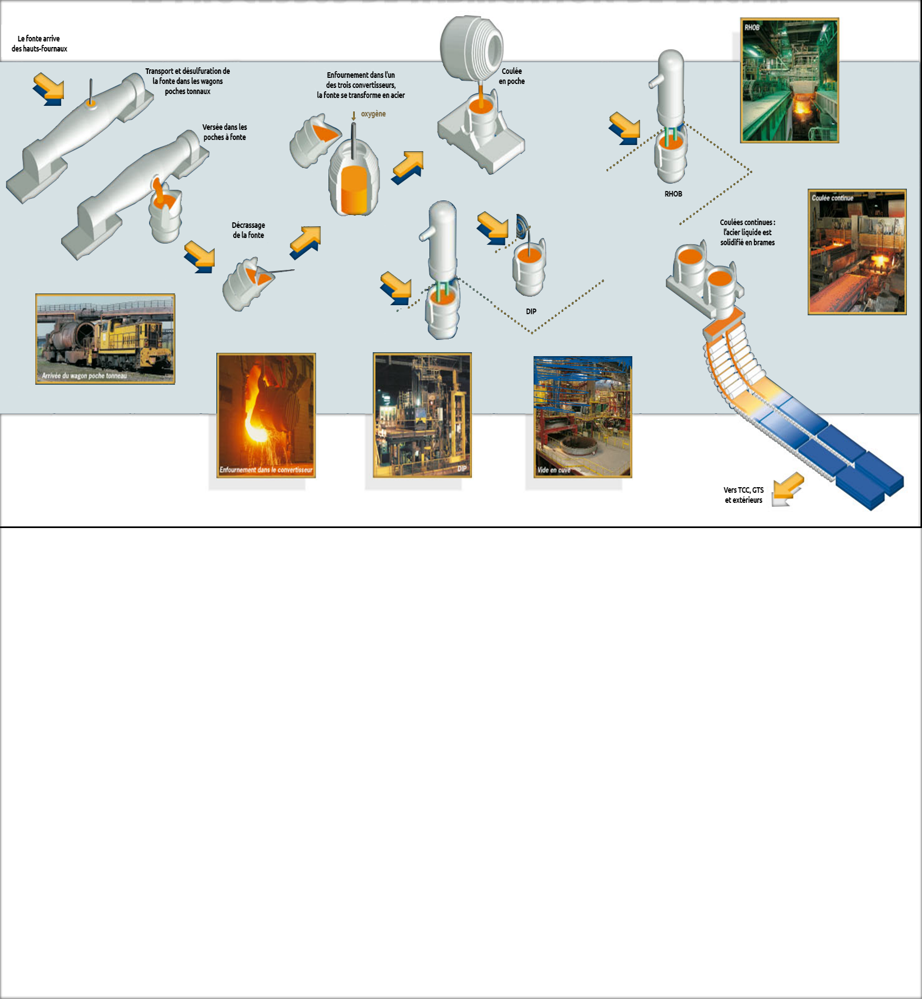 Le fonte arrive
des hauts-fournaux
Transport et désulfuration de
la fonte dans les wagons
poches tonnaux
Versée dans les
poches à fonte
Décrassage
de la fonte
Enfournement dans l'un
des trois convertisseurs,
la fonte se transforme en acier
oxygène
Coulée
en poche
DIP
RHOB
RHOB
Coulées continues :
l'acier liquide est
solidifié en brames
Coulée continue
Arrivée du wagon poche tonneau
Enfournement dans le convertisseur
DIP
Vide en cuve
Vers TCC, GTS
et extérieurs